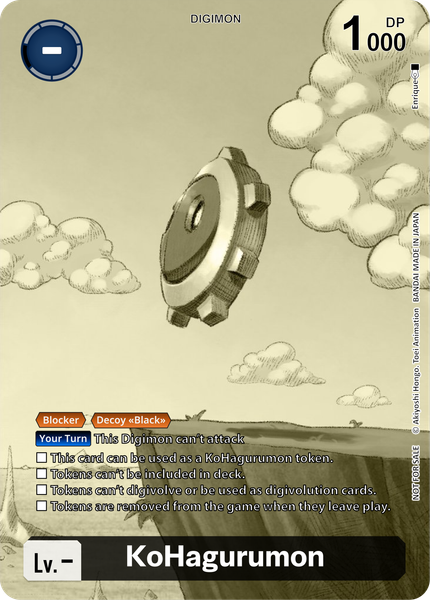 DIGIMON
DP
1000
–
Enrique
© Akiyoshi Hongo, Toei Animation BANDAI MADE IN JAPAN
NOT FOR SALE
Blocker Decoy «Black»
Your Turn This Digimon can't attack
This card can be used as a KoHagurumon token.
Tokens can't be included in deck.
Tokens can't digivolve or be used as digivolution cards.
Tokens are removed from the game when they leave play.
Lv.– KoHagurumon